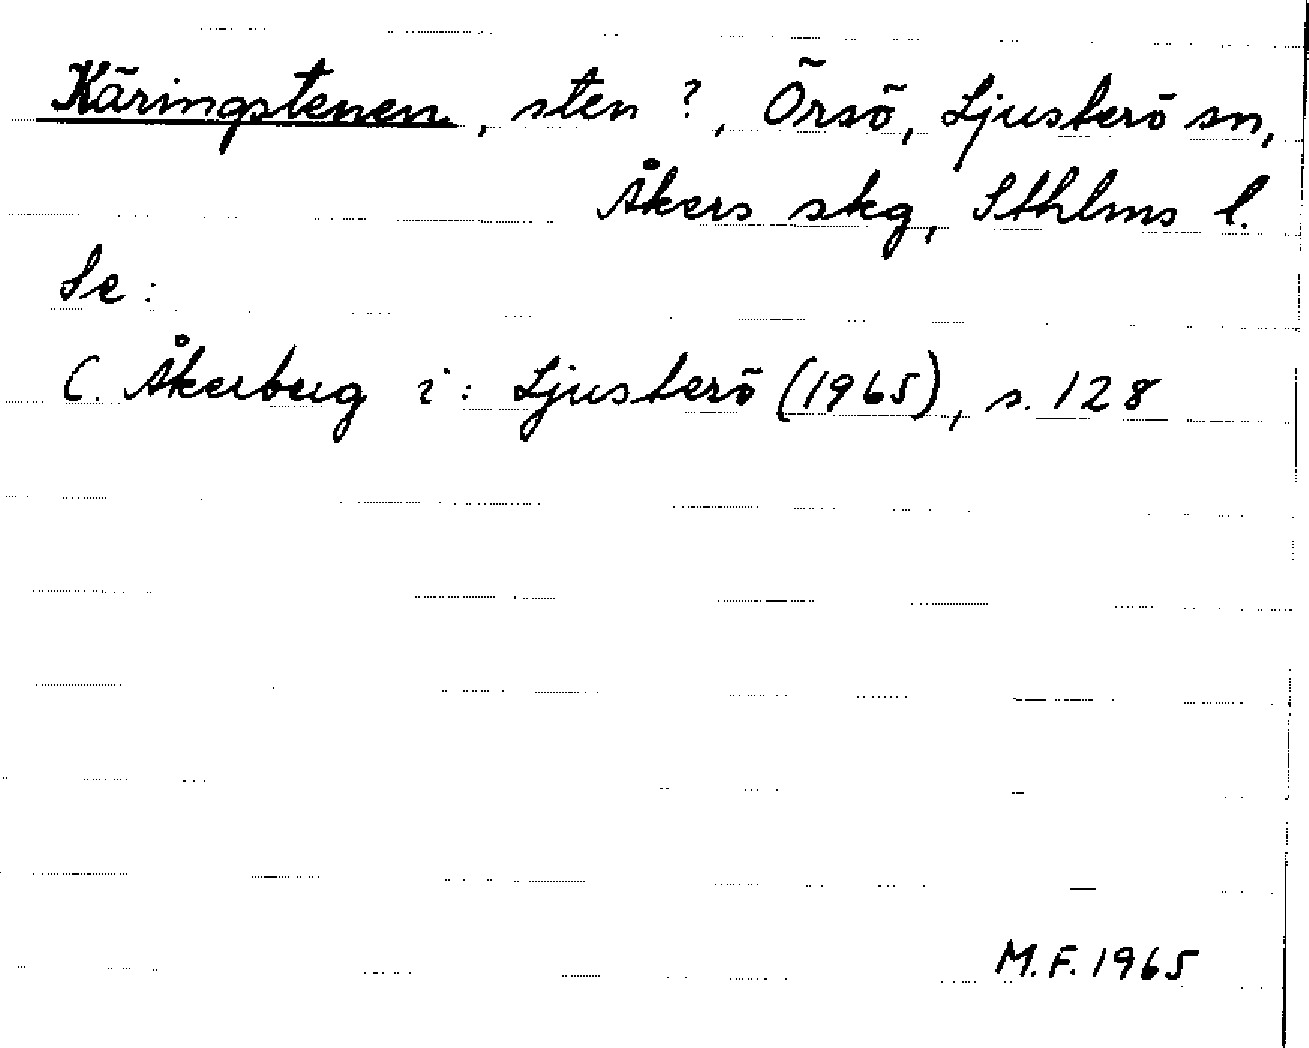 Käringstenen, sten ?, Örsö, Ljusterö sn,
Åkers skg, Sthlms l.
Se:
C. Åkerberg i: Ljusterö (1965), s. 128
M.F. 1965